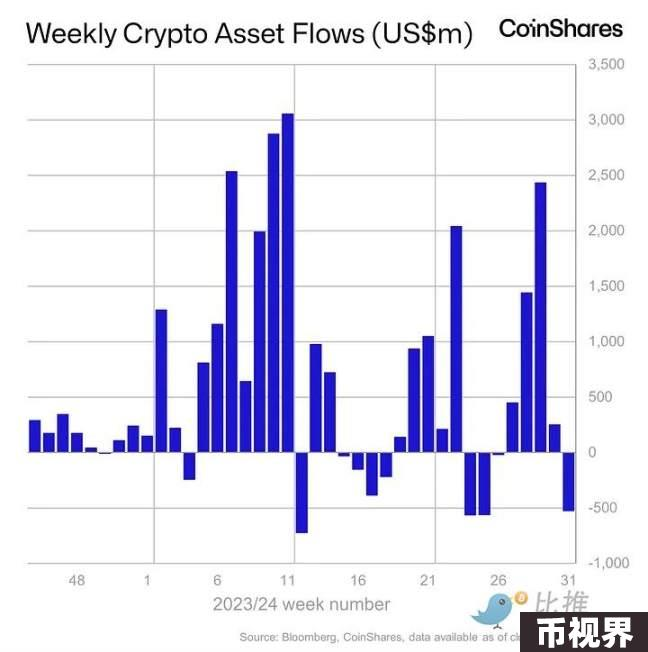 Weekly Crypto Asset Flows (US$m)
CoinShares
3,500
3,000
2,500
2,000
1,500
1,000
500
0
-500
-1,000
48 1 6 11 16 21 26 31
2023/24 week number
比推
Source: Bloomberg, CoinShares, data available as of
币视界